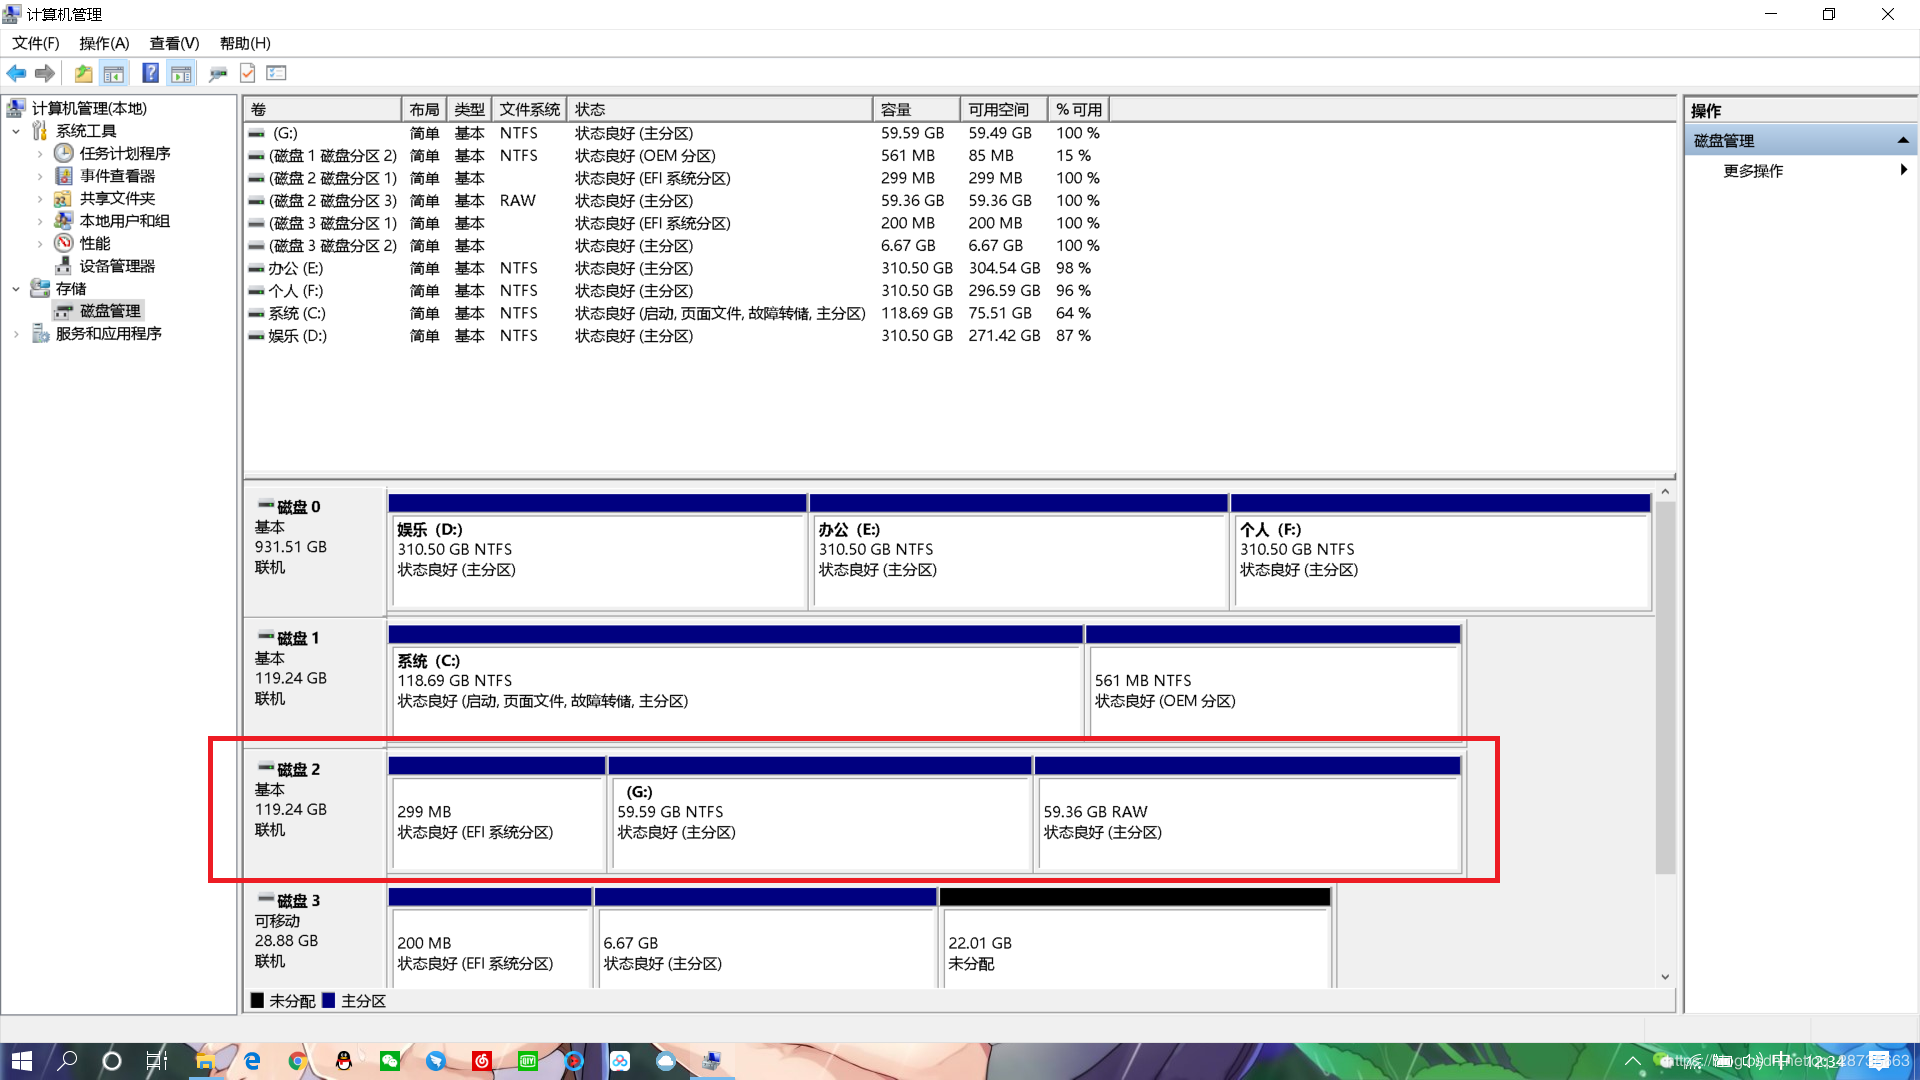 计算机管理
文件(F) 操作(A) 查看(V) 帮助(H)
计算机管理(本地)
系统工具
任务计划程序
事件查看器
共享文件夹
本地用户和组
性能
设备管理器
存储
磁盘管理
服务和应用程序
卷 布局 类型 文件系统 状态 容量 可用空间 % 可用
(G:) 简单 基本 NTFS 状态良好 (主分区) 59.59 GB 59.49 GB 100 %
(磁盘 1 磁盘分区 2) 简单 基本 NTFS 状态良好 (OEM 分区) 561 MB 85 MB 15 %
(磁盘 2 磁盘分区 1) 简单 基本 状态良好 (EFI 系统分区) 299 MB 299 MB 100 %
(磁盘 2 磁盘分区 3) 简单 基本 RAW 状态良好 (主分区) 59.36 GB 59.36 GB 100 %
(磁盘 3 磁盘分区 1) 简单 基本 状态良好 (EFI 系统分区) 200 MB 200 MB 100 %
(磁盘 3 磁盘分区 2) 简单 基本 状态良好 (主分区) 6.67 GB 6.67 GB 100 %
办公 (E:) 简单 基本 NTFS 状态良好 (主分区) 310.50 GB 304.54 GB 98 %
个人 (F:) 简单 基本 NTFS 状态良好 (主分区) 310.50 GB 296.59 GB 96 %
系统 (C:) 简单 基本 NTFS 状态良好 (启动, 页面文件, 故障转储, 主分区) 118.69 GB 75.51 GB 64 %
娱乐 (D:) 简单 基本 NTFS 状态良好 (主分区) 310.50 GB 271.42 GB 87 %
操作
磁盘管理
更多操作
磁盘 0
基本
931.51 GB
联机
娱乐 (D:)
310.50 GB NTFS
状态良好 (主分区)
办公 (E:)
310.50 GB NTFS
状态良好 (主分区)
个人 (F:)
310.50 GB NTFS
状态良好 (主分区)
磁盘 1
基本
119.24 GB
联机
系统 (C:)
118.69 GB NTFS
状态良好 (启动, 页面文件, 故障转储, 主分区)
561 MB NTFS
状态良好 (OEM 分区)
磁盘 2
基本
119.24 GB
联机
299 MB
状态良好 (EFI 系统分区)
(G:)
59.59 GB NTFS
状态良好 (主分区)
59.36 GB RAW
状态良好 (主分区)
磁盘 3
可移动
28.88 GB
联机
200 MB
状态良好 (EFI 系统分区)
6.67 GB
状态良好 (主分区)
22.01 GB
未分配
未分配 主分区
中 12:34